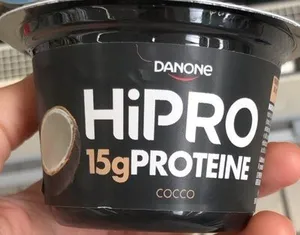 DANONE
HiPRO
15gPROTEINE
COCCO